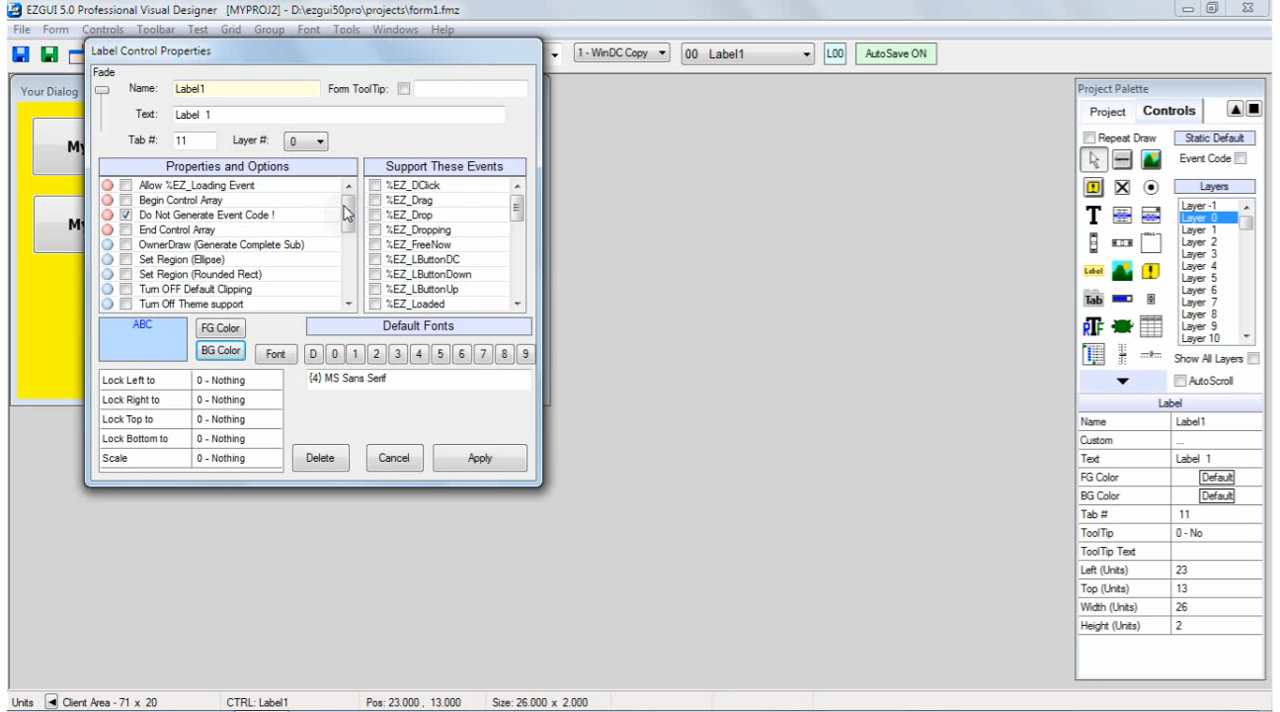 EZGUI 5.0 Professional Visual Designer [MYPROJ2] - D:\ezgui50pro\projects\form1.fmz
File Form Controls Toolbar Test Grid Group Font Tools Windows Help
1 - WinDC Copy 00 Label1 L00 AutoSave ON
Your Dialog
My
My
Label Control Properties
Fade
Name: Label1 Form ToolTip:
Text: Label 1
Tab #: 11 Layer #: 0
Properties and Options
Allow %EZ_Loading Event
Begin Control Array
Do Not Generate Event Code !
End Control Array
OwnerDraw (Generate Complete Sub)
Set Region (Ellipse)
Set Region (Rounded Rect)
Turn OFF Default Clipping
Turn Off Theme support
Support These Events
%EZ_DClick
%EZ_Drag
%EZ_Drop
%EZ_Dropping
%EZ_FreeNow
%EZ_LButtonDC
%EZ_LButtonDown
%EZ_LButtonUp
%EZ_Loaded
ABC
FG Color
BG Color
Font
Default Fonts
D 0 1 2 3 4 5 6 7 8 9
{4} MS Sans Serif
Lock Left to 0 - Nothing
Lock Right to 0 - Nothing
Lock Top to 0 - Nothing
Lock Bottom to 0 - Nothing
Scale 0 - Nothing
Delete Cancel Apply
Project Palette
Project Controls
Repeat Draw Static Default
Event Code
Layers
Layer -1
Layer 0
Layer 1
Layer 2
Layer 3
Layer 4
Layer 5
Layer 6
Layer 7
Layer 8
Layer 9
Layer 10
T
Label
Tab
RTF
Show All Layers
AutoScroll
Label
Name Label1
Custom ...
Text Label 1
FG Color Default
BG Color Default
Tab # 11
ToolTip 0 - No
ToolTip Text
Left (Units) 23
Top (Units) 13
Width (Units) 26
Height (Units) 2
Units Client Area - 71 x 20 CTRL: Label1 Pos: 23.000 , 13.000 Size: 26.000 x 2.000